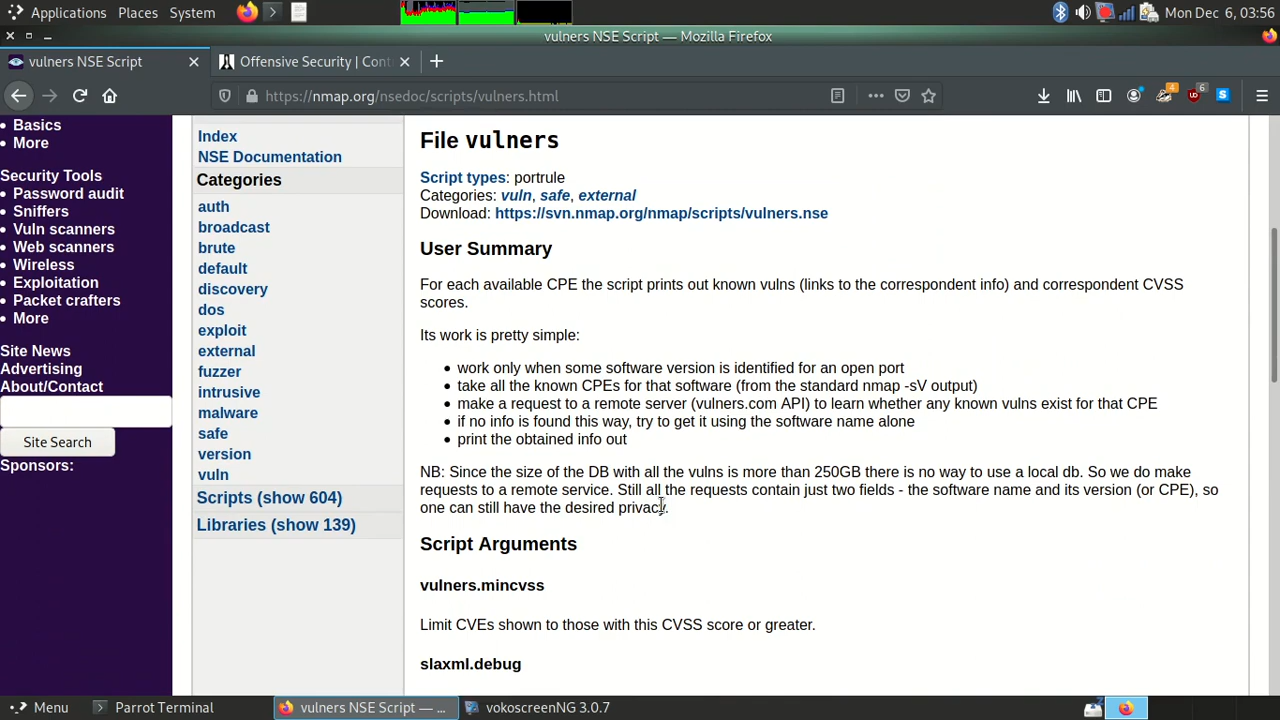 Applications Places System
Mon Dec 6, 03:56
vulners NSE Script — Mozilla Firefox
vulners NSE Script
Offensive Security | Cont
https://nmap.org/nsedoc/scripts/vulners.html
4
6
Basics
More
Security Tools
Password audit
Sniffers
Vuln scanners
Web scanners
Wireless
Exploitation
Packet crafters
More
Site News
Advertising
About/Contact
Site Search
Sponsors:
Index
NSE Documentation
Categories
auth
broadcast
brute
default
discovery
dos
exploit
external
fuzzer
intrusive
malware
safe
version
vuln
Scripts (show 604)
Libraries (show 139)
File vulners
Script types: portrule
Categories: vuln, safe, external
Download: https://svn.nmap.org/nmap/scripts/vulners.nse
User Summary
For each available CPE the script prints out known vulns (links to the correspondent info) and correspondent CVSS
scores.
Its work is pretty simple:
work only when some software version is identified for an open port
take all the known CPEs for that software (from the standard nmap -sV output)
make a request to a remote server (vulners.com API) to learn whether any known vulns exist for that CPE
if no info is found this way, try to get it using the software name alone
print the obtained info out
NB: Since the size of the DB with all the vulns is more than 250GB there is no way to use a local db. So we do make
requests to a remote service. Still all the requests contain just two fields - the software name and its version (or CPE), so
one can still have the desired privacy.
Script Arguments
vulners.mincvss
Limit CVEs shown to those with this CVSS score or greater.
slaxml.debug
Menu
Parrot Terminal
vulners NSE Script — ...
vokoscreenNG 3.0.7